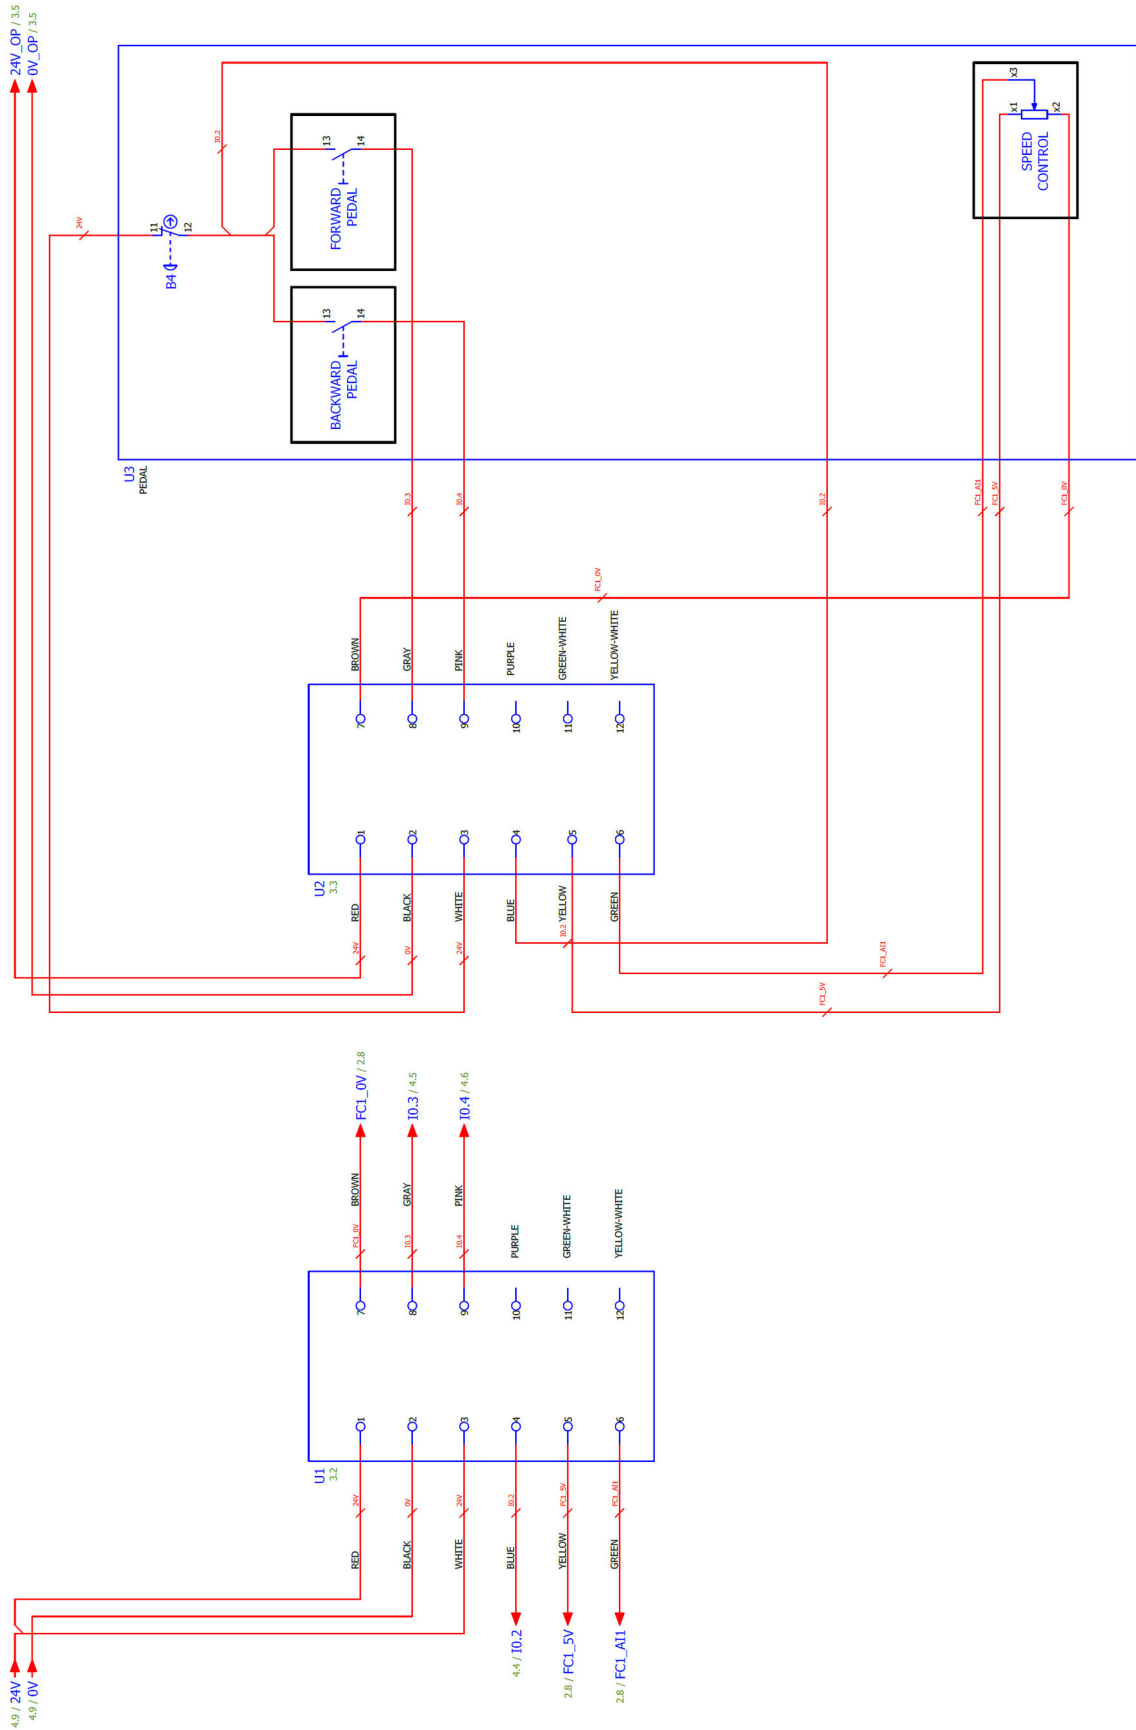 24V_OP / 3.5
0V_OP / 3.5
24V
B4
11
12
I0.2
FORWARD
PEDAL
13
14
BACKWARD
PEDAL
13
14
SPEED
CONTROL
x1
x2
x3
U3
PEDAL
I0.3
I0.4
I0.2
FC1_AI1
FC1_5V
FC1_0V
FC1_0V
BROWN
GRAY
PINK
PURPLE
GREEN-WHITE
YELLOW-WHITE
7
8
9
10
11
12
1
2
3
4
5
6
U2
3.3
RED
BLACK
WHITE
BLUE
YELLOW
GREEN
24V
0V
24V
I0.2
FC1_AI1
FC1_5V
FC1_0V / 2.8
I0.3 / 4.5
I0.4 / 4.6
BROWN
GRAY
PINK
PURPLE
GREEN-WHITE
YELLOW-WHITE
FC1_0V
I0.3
I0.4
7
8
9
10
11
12
1
2
3
4
5
6
U1
3.2
24V
0V
24V
I0.2
FC1_5V
FC1_AI1
RED
BLACK
WHITE
BLUE
YELLOW
GREEN
4.9 / 24V
4.9 / 0V
4.4 / I0.2
2.8 / FC1_5V
2.8 / FC1_AI1